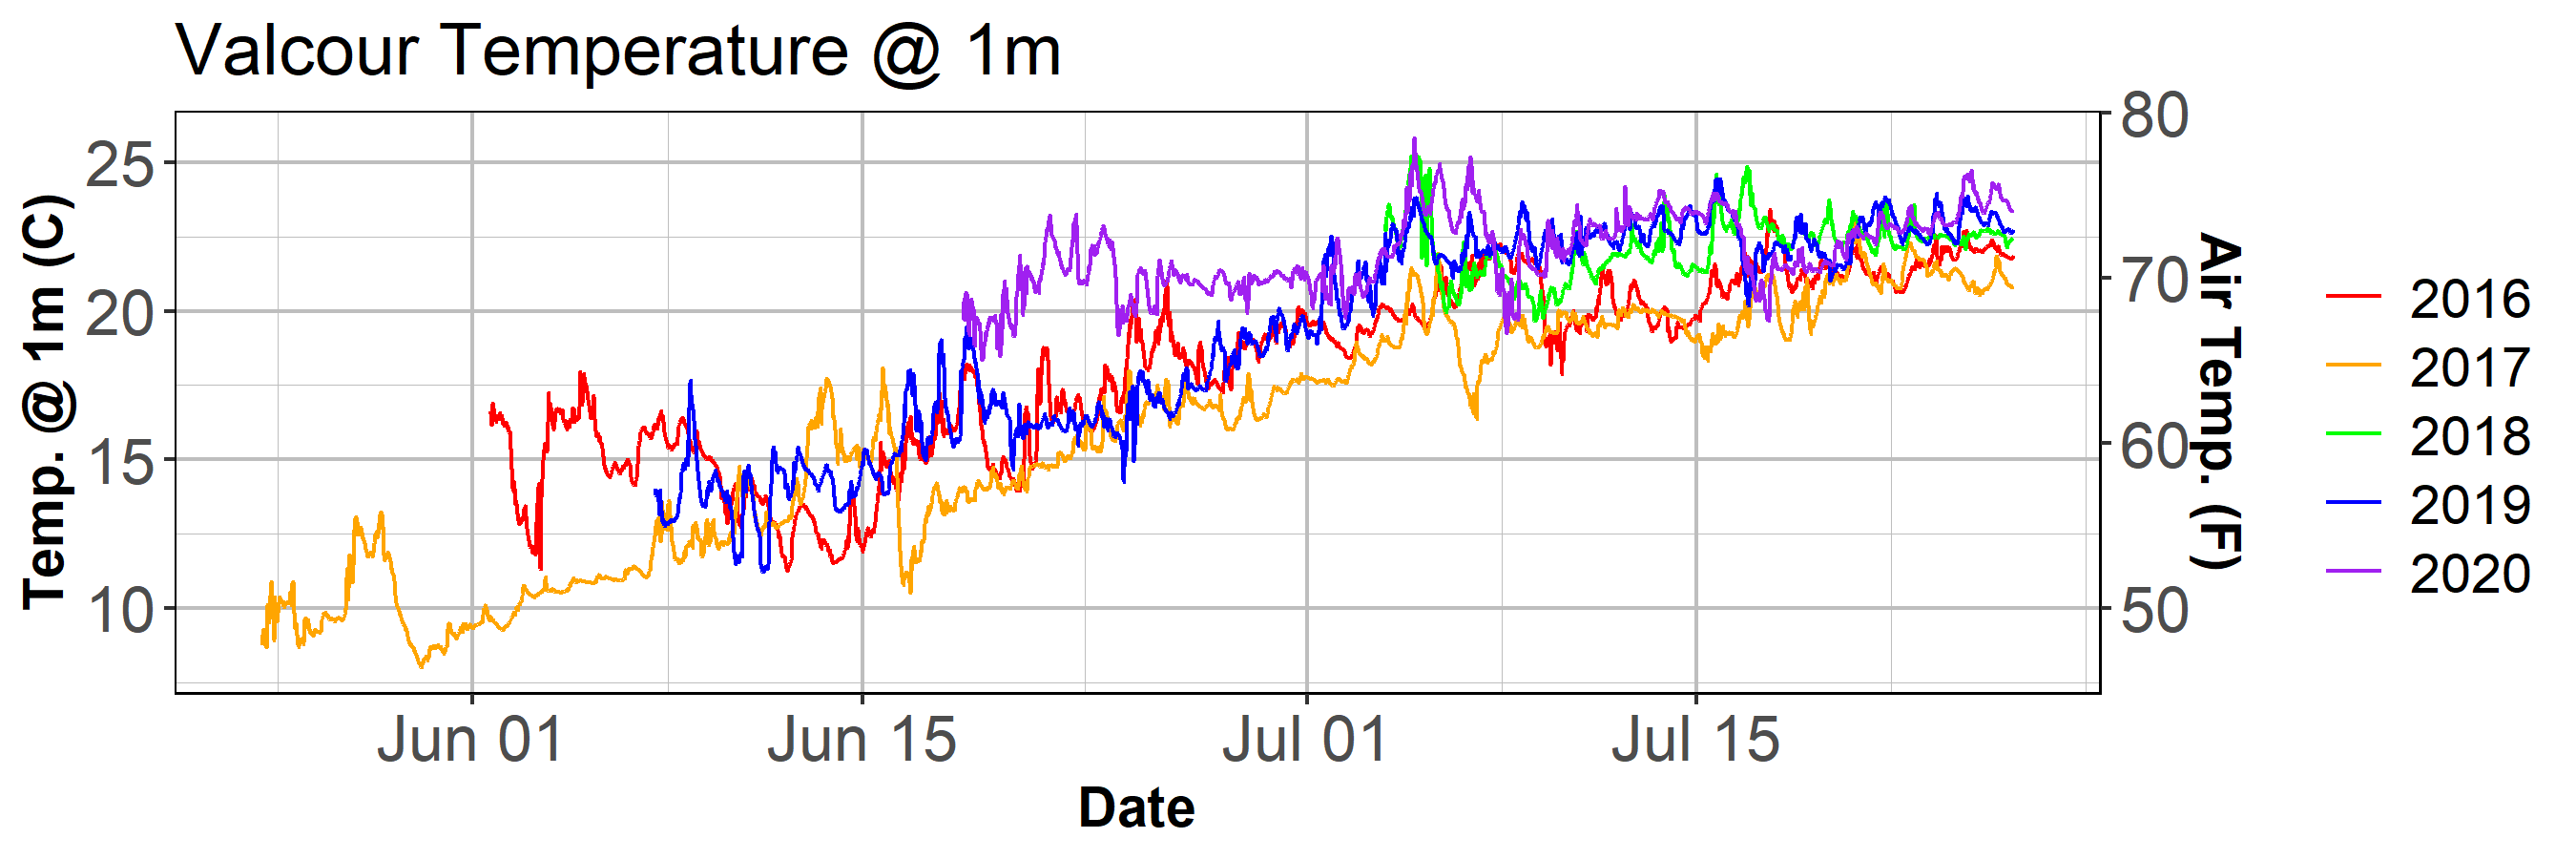 Valcour Temperature @ 1m
Temp. @ 1m (C)
25
20
15
10
80
70
60
50
Air Temp. (F)
Jun 01
Jun 15
Jul 01
Jul 15
Date
2016
2017
2018
2019
2020